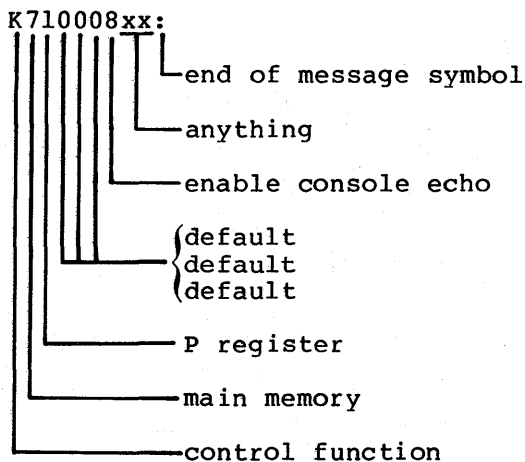 K710008xx:
end of message symbol
anything
enable console echo
default
default
default
P register
main memory
control function